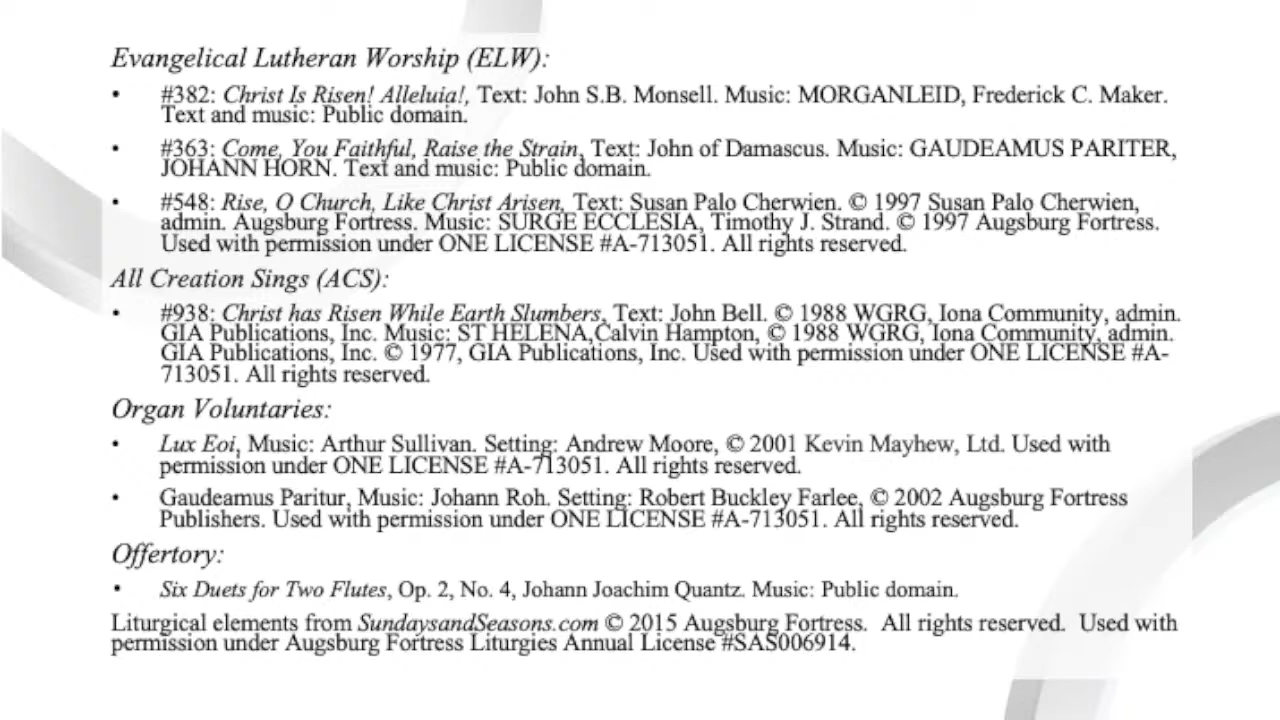 Evangelical Lutheran Worship (ELW):
• #382: Christ Is Risen! Alleluia!, Text: John S.B. Monsell. Music: MORGANLEID, Frederick C. Maker.
Text and music: Public domain.
• #363: Come, You Faithful, Raise the Strain, Text: John of Damascus. Music: GAUDEAMUS PARITER,
JOHANN HORN. Text and music: Public domain.
• #548: Rise, O Church, Like Christ Arisen, Text: Susan Palo Cherwien. © 1997 Susan Palo Cherwien,
admin. Augsburg Fortress. Music: SURGE ECCLESIA, Timothy J. Strand. © 1997 Augsburg Fortress.
Used with permission under ONE LICENSE #A-713051. All rights reserved.
All Creation Sings (ACS):
• #938: Christ has Risen While Earth Slumbers, Text: John Bell. © 1988 WGRG, Iona Community, admin.
GIA Publications, Inc. Music: ST HELENA,Calvin Hampton, © 1988 WGRG, Iona Community, admin.
GIA Publications, Inc. © 1977, GIA Publications, Inc. Used with permission under ONE LICENSE #A-
713051. All rights reserved.
Organ Voluntaries:
• Lux Eoi, Music: Arthur Sullivan. Setting: Andrew Moore, © 2001 Kevin Mayhew, Ltd. Used with
permission under ONE LICENSE #A-713051. All rights reserved.
• Gaudeamus Paritur, Music: Johann Roh. Setting: Robert Buckley Farlee, © 2002 Augsburg Fortress
Publishers. Used with permission under ONE LICENSE #A-713051. All rights reserved.
Offertory:
• Six Duets for Two Flutes, Op. 2, No. 4, Johann Joachim Quantz. Music: Public domain.
Liturgical elements from SundaysandSeasons.com © 2015 Augsburg Fortress. All rights reserved. Used with
permission under Augsburg Fortress Liturgies Annual License #SAS006914.